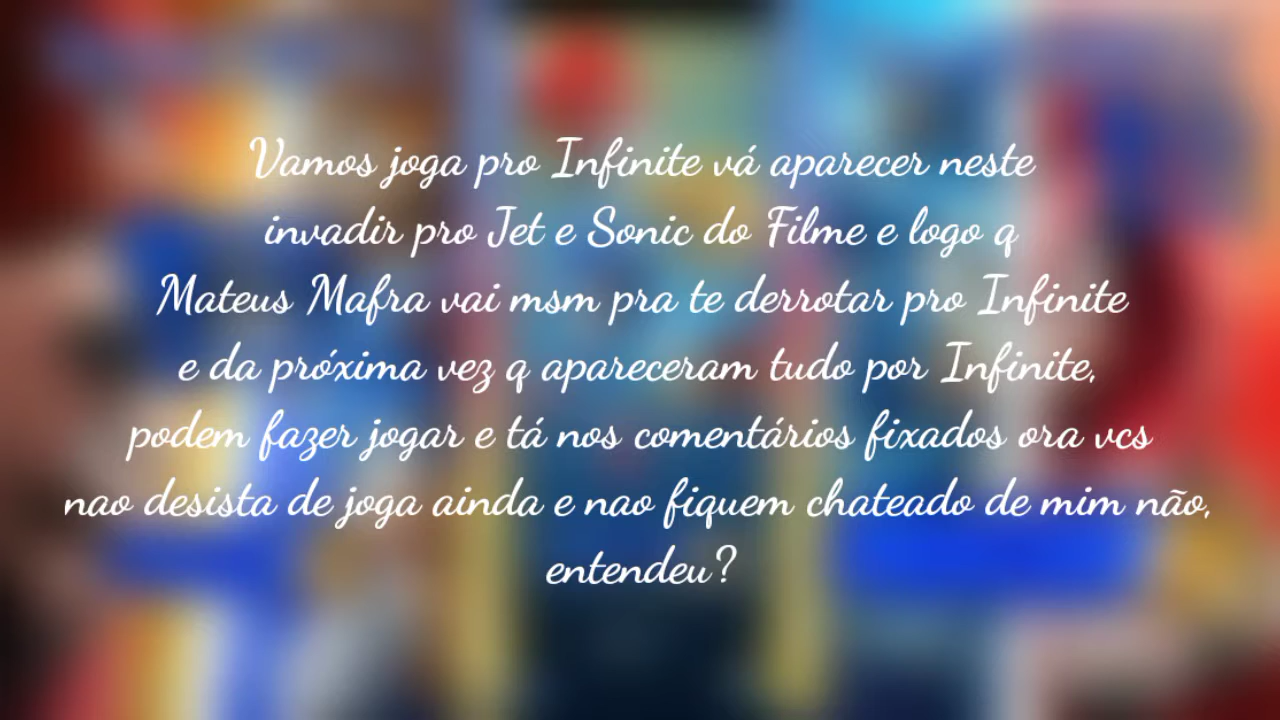 Vamos joga pro Infinite vá aparecer neste
invadir pro Jet e Sonic do Filme e logo q
Mateus Mafra vai msm pra te derrotar pro Infinite
e da próxima vez q apareceram tudo por Infinite,
podem fazer jogar e tá nos comentários fixados ora vcs
nao desista de joga ainda e nao fiquem chateado de mim não,
entendeu?